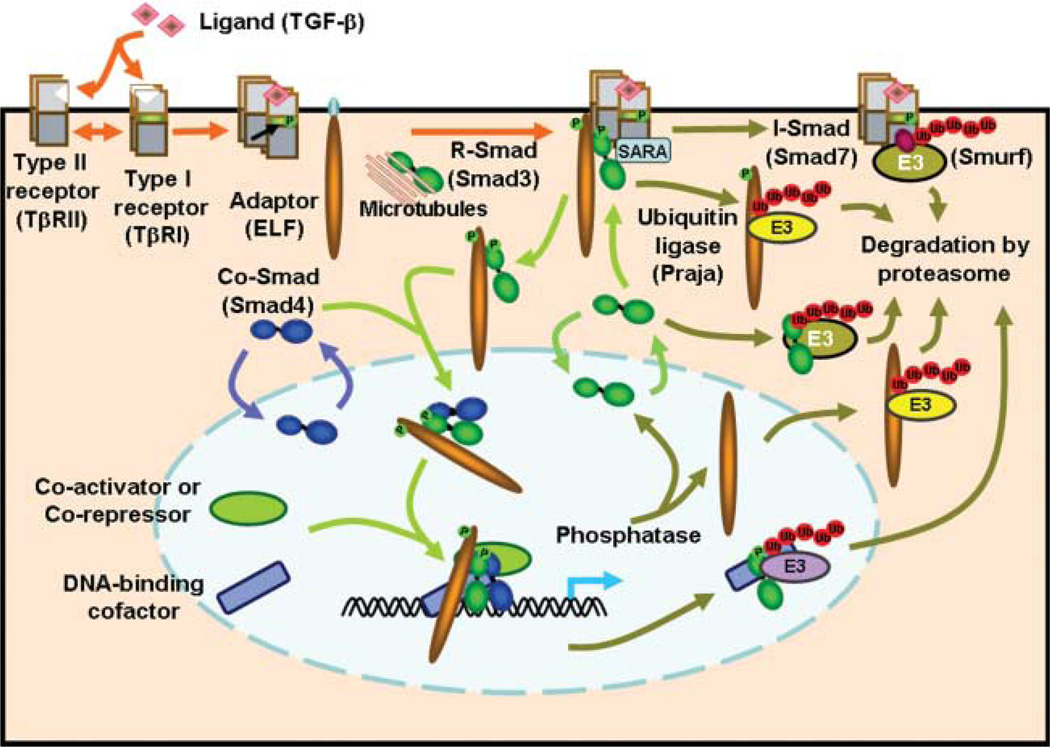 Ligand (TGF-β)
Type II
receptor
(TβRII)
Type I
receptor
(TβRI)
P
Adaptor
(ELF)
Microtubules
R-Smad
(Smad3)
P
P
P
SARA
I-Smad
(Smad7)
P
Ub Ub Ub Ub Ub
E3
(Smurf)
Ubiquitin
ligase
(Praja)
P
Ub Ub Ub Ub Ub
E3
Degradation by
proteasome
P
P
Co-Smad
(Smad4)
Ub Ub Ub Ub Ub
E3
Ub Ub Ub Ub Ub
E3
P
P
Co-activator or
Co-repressor
Phosphatase
P
P
DNA-binding
cofactor
Ub Ub Ub Ub Ub
P
E3